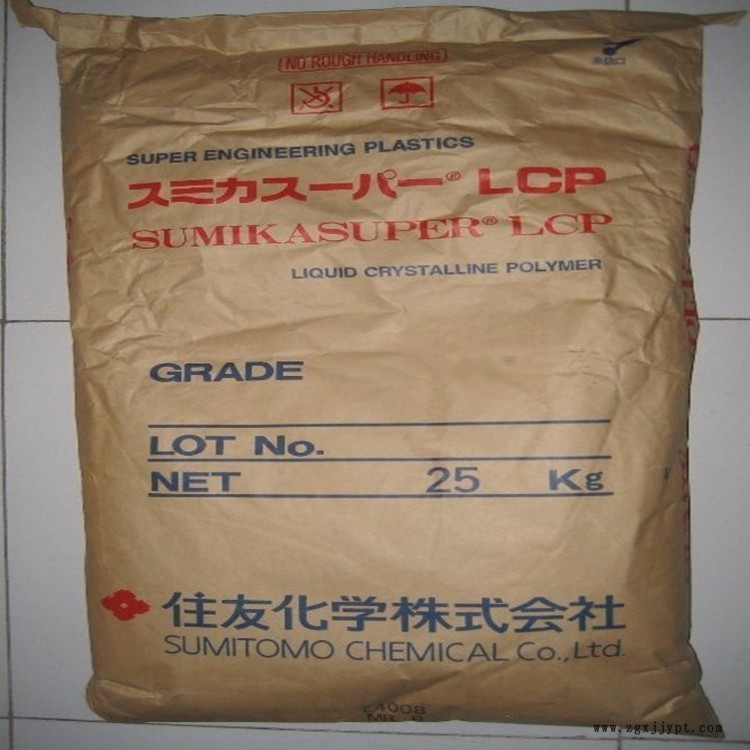 NO ROUGH HANDLING
SUPER ENGINEERING PLASTICS
スミカスーパー® LCP
SUMIKASUPER® LCP
LIQUID CRYSTALLINE POLYMER
GRADE
LOT No.
NET 25 Kg
住友化学株式会社
SUMITOMO CHEMICAL Co., Ltd.
E4008
www.zgxjjypt.com